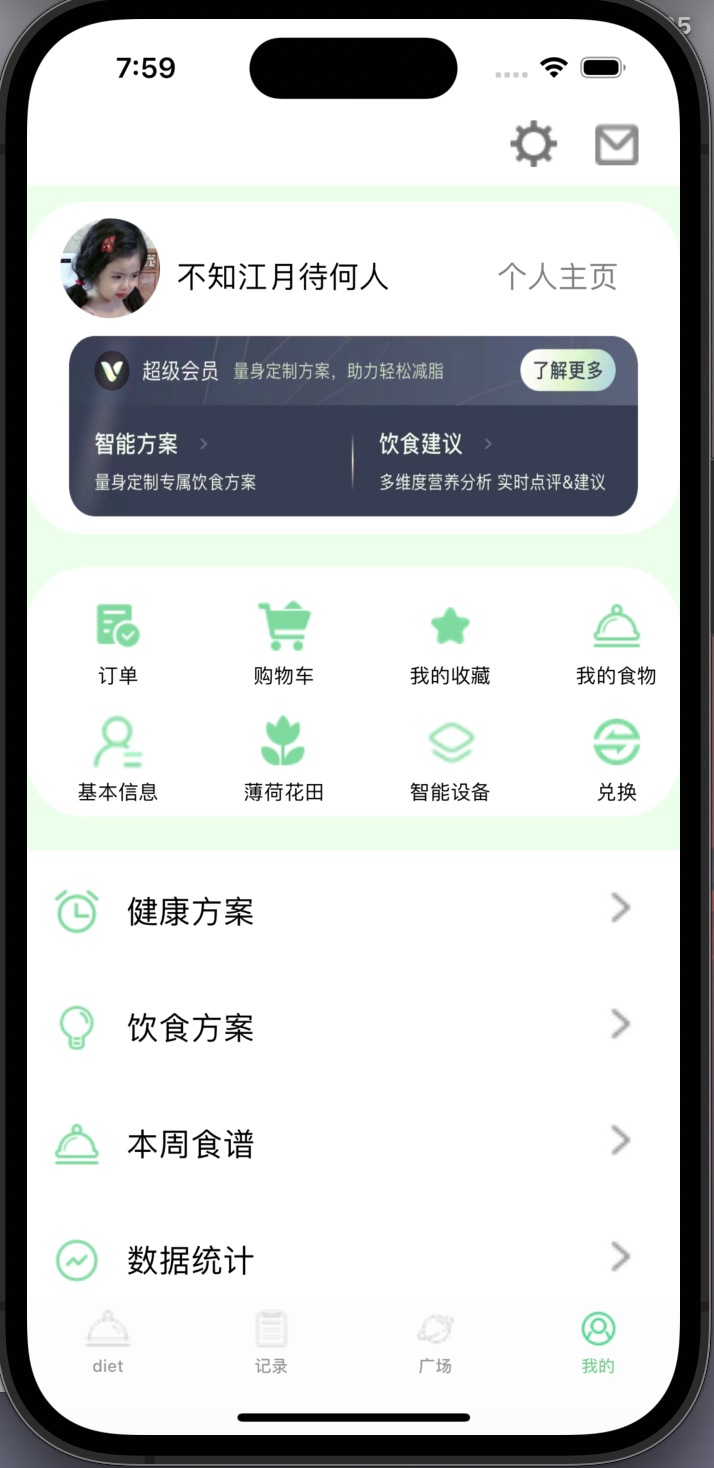 7:59
不知江月待何人
个人主页
超级会员 量身定制方案，助力轻松减脂 了解更多
智能方案 饮食建议
量身定制专属饮食方案 多维度营养分析 实时点评&建议
订单 购物车 我的收藏 我的食物
基本信息 薄荷花田 智能设备 兑换
健康方案
饮食方案
本周食谱
数据统计
diet 记录 广场 我的